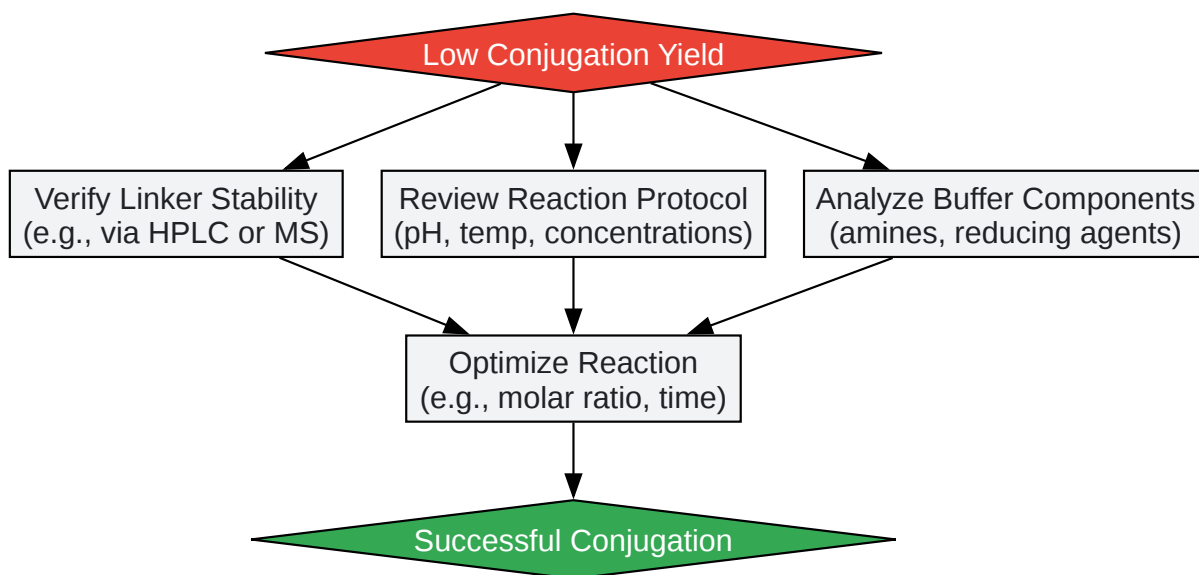 Low Conjugation Yield
Verify Linker Stability
(e.g., via HPLC or MS)
Review Reaction Protocol
(pH, temp, concentrations)
Analyze Buffer Components
(amines, reducing agents)
Optimize Reaction
(e.g., molar ratio, time)
Successful Conjugation